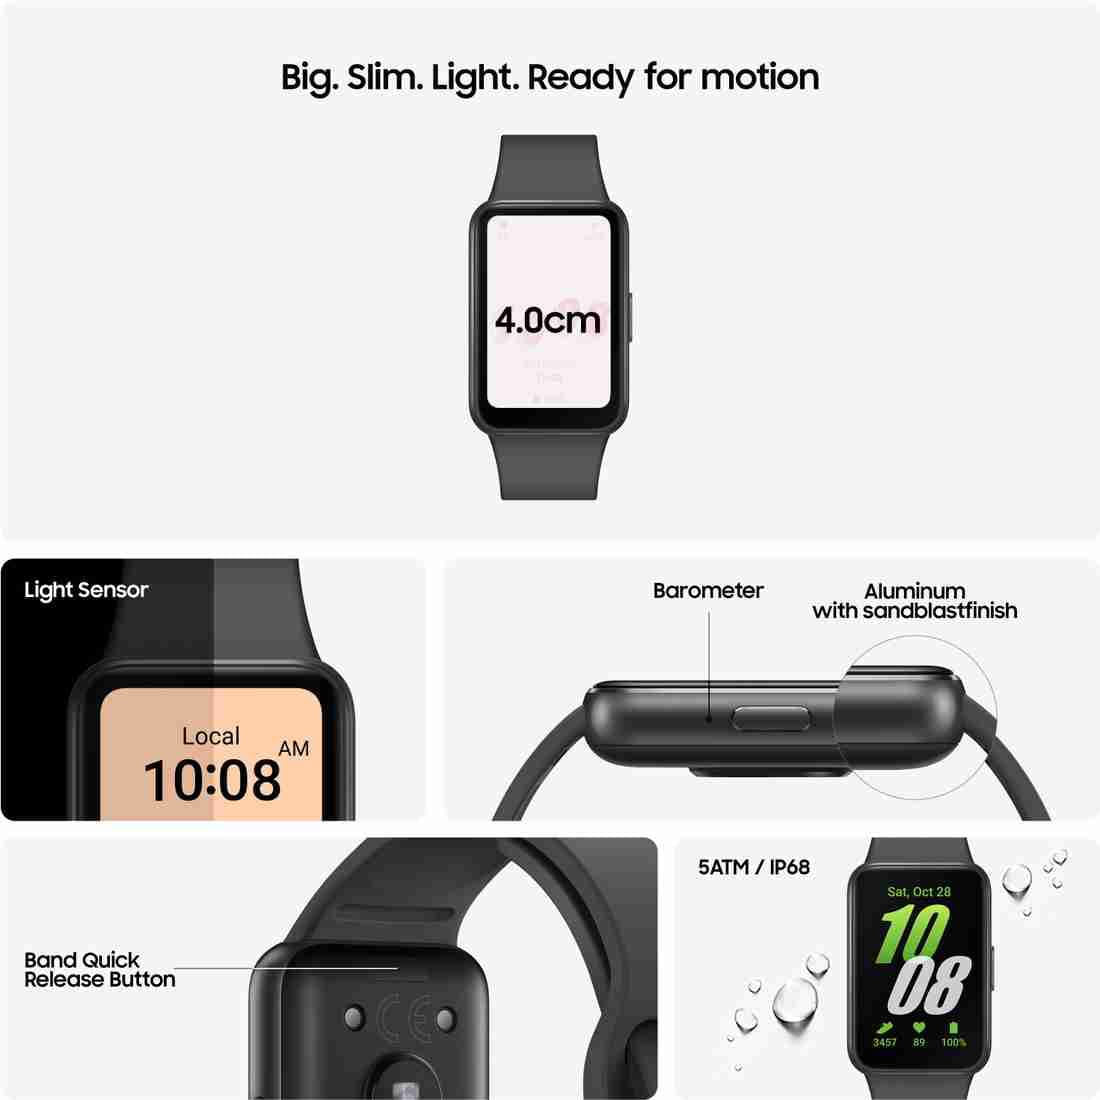 Big. Slim. Light. Ready for motion
4.0cm
Light Sensor
Local
AM
10:08
Barometer
Aluminum
with sandblastfinish
Band Quick
Release Button
CE
5ATM / IP68
Sat, Oct 28
10
08
3457 89 100%